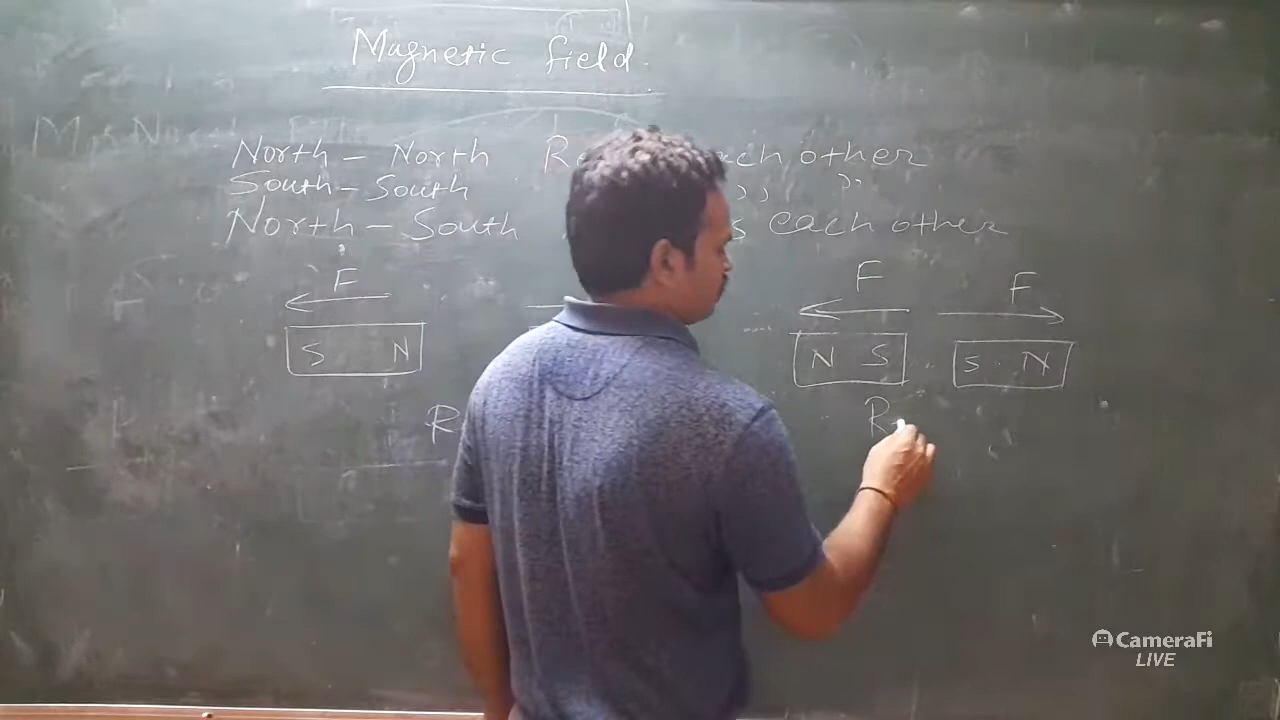 Magnetic field.
North - North each other
South - South ,, ,,
North - South each other
F F F
S N N S S N
R R
CameraFi
LIVE